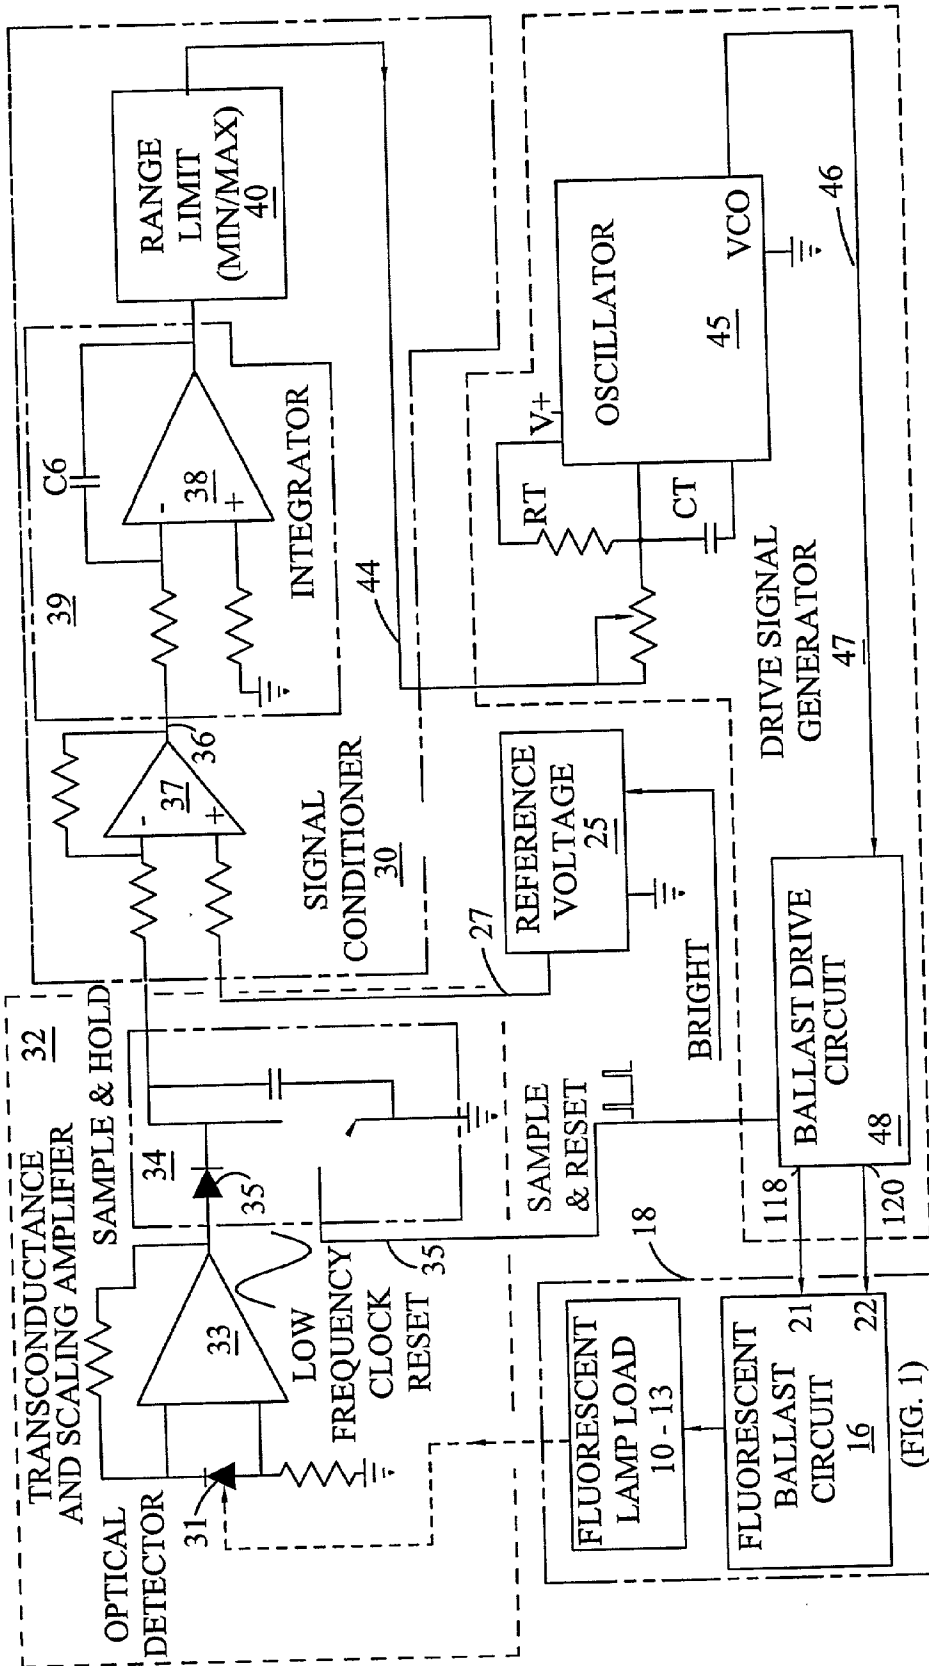 32
TRANSCONDUCTANCE
AND SCALING AMPLIFIER
SAMPLE & HOLD
OPTICAL
DETECTOR
31
33
34
35
LOW
FREQUENCY
CLOCK
RESET
35
SAMPLE
& RESET
37
-
+
36
SIGNAL
CONDITIONER
30
39
C6
38
-
+
INTEGRATOR
RANGE
LIMIT
(MIN/MAX)
40
44
27
REFERENCE
VOLTAGE
25
BRIGHT
RT
V+
CT
OSCILLATOR
45
VCO
46
DRIVE SIGNAL
GENERATOR
47
BALLAST DRIVE
CIRCUIT
48
118
120
18
FLUORESCENT
LAMP LOAD
10 - 13
FLUORESCENT
BALLAST
CIRCUIT
16
21
22
(FIG. 1)